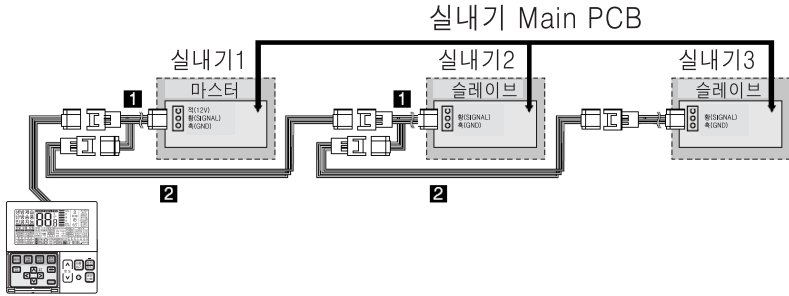 실내기 Main PCB
실내기1
실내기2
실내기3
마스터
슬레이브
슬레이브
1
적(12V)
황(SIGNAL)
흑(GND)
1
황(SIGNAL)
흑(GND)
황(SIGNAL)
흑(GND)
2
2